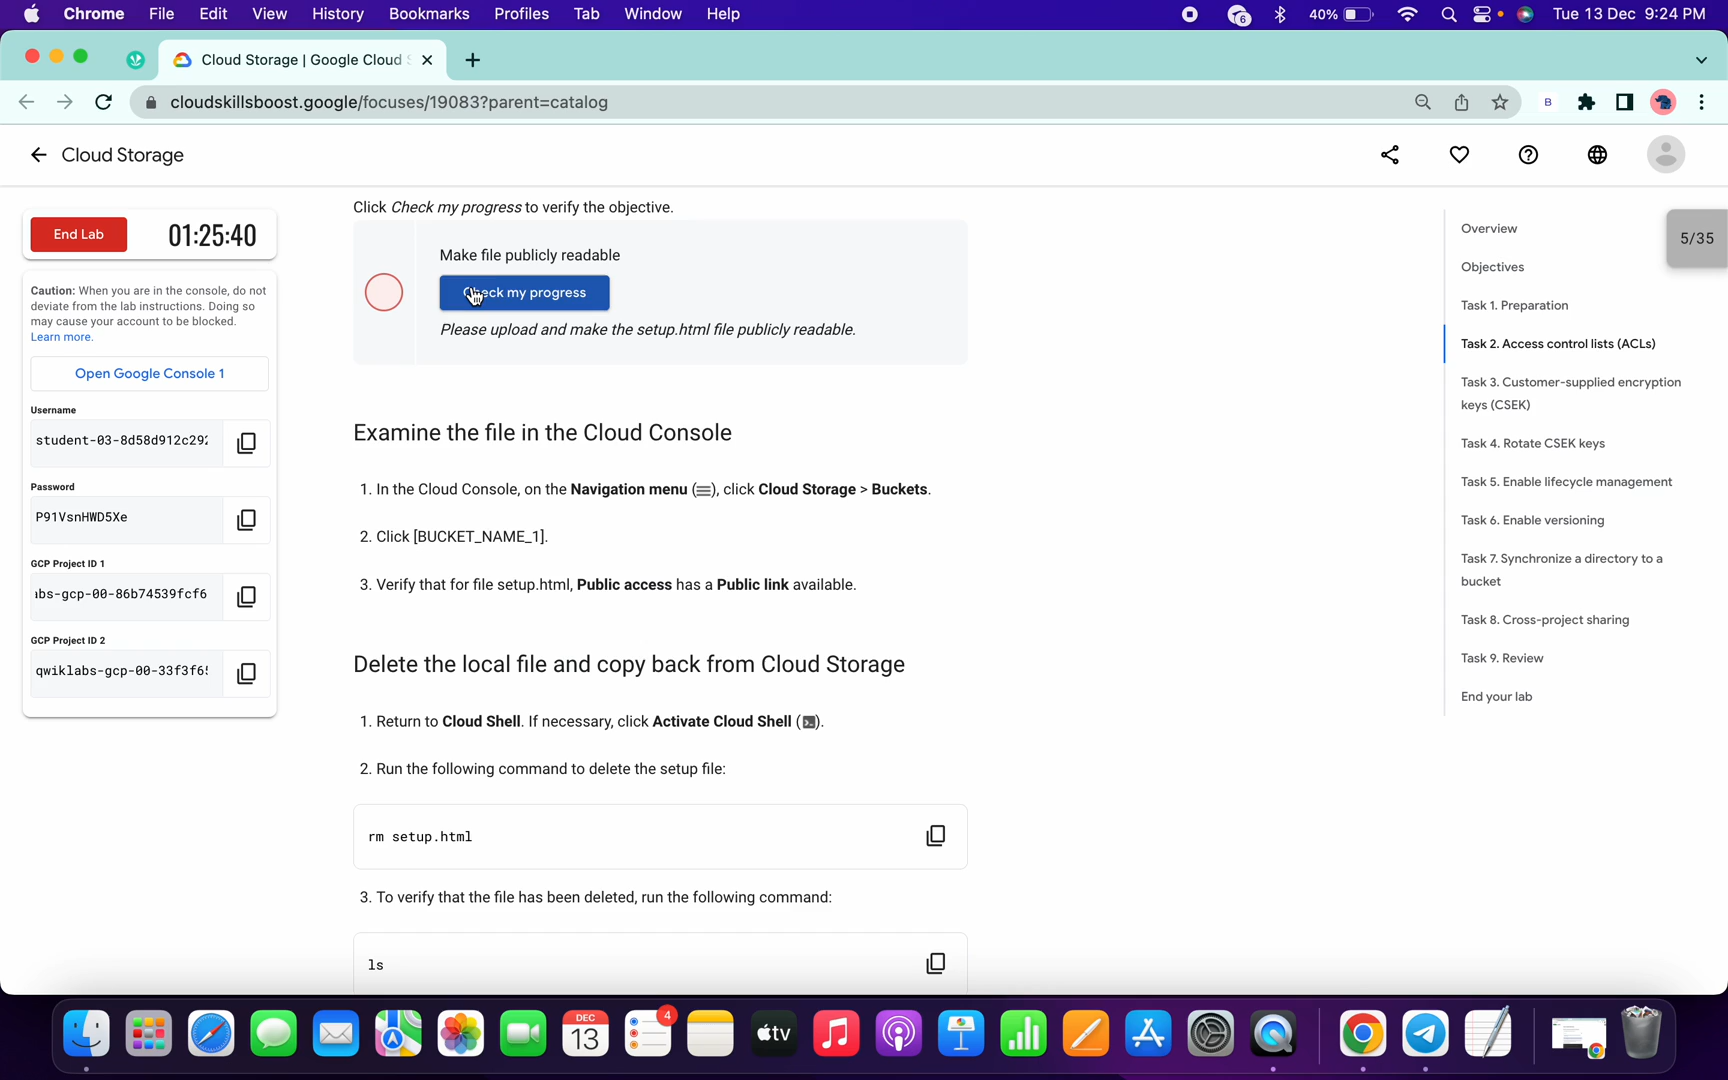 Chrome File Edit View History Bookmarks Profiles Tab Window Help 6 40% Tue 13 Dec 9:24 PM
Cloud Storage | Google Cloud S
cloudskillsboost.google/focuses/19083?parent=catalog B
Cloud Storage
End Lab 01:25:40
Caution: When you are in the console, do not
deviate from the lab instructions. Doing so
may cause your account to be blocked.
Learn more.
Open Google Console 1
Username
student-03-8d58d912c292
Password
P91VsnHWD5Xe
GCP Project ID 1
abs-gcp-00-86b74539fcf6
GCP Project ID 2
qwiklabs-gcp-00-33f3f65
Click Check my progress to verify the objective.
Make file publicly readable
Check my progress
Please upload and make the setup.html file publicly readable.
Examine the file in the Cloud Console
1. In the Cloud Console, on the Navigation menu (), click Cloud Storage > Buckets.
2. Click [BUCKET_NAME_1].
3. Verify that for file setup.html, Public access has a Public link available.
Delete the local file and copy back from Cloud Storage
1. Return to Cloud Shell. If necessary, click Activate Cloud Shell ().
2. Run the following command to delete the setup file:
rm setup.html
3. To verify that the file has been deleted, run the following command:
ls
Overview
5/35
Objectives
Task 1. Preparation
Task 2. Access control lists (ACLs)
Task 3. Customer-supplied encryption
keys (CSEK)
Task 4. Rotate CSEK keys
Task 5. Enable lifecycle management
Task 6. Enable versioning
Task 7. Synchronize a directory to a
bucket
Task 8. Cross-project sharing
Task 9. Review
End your lab
DEC
13
4
tv